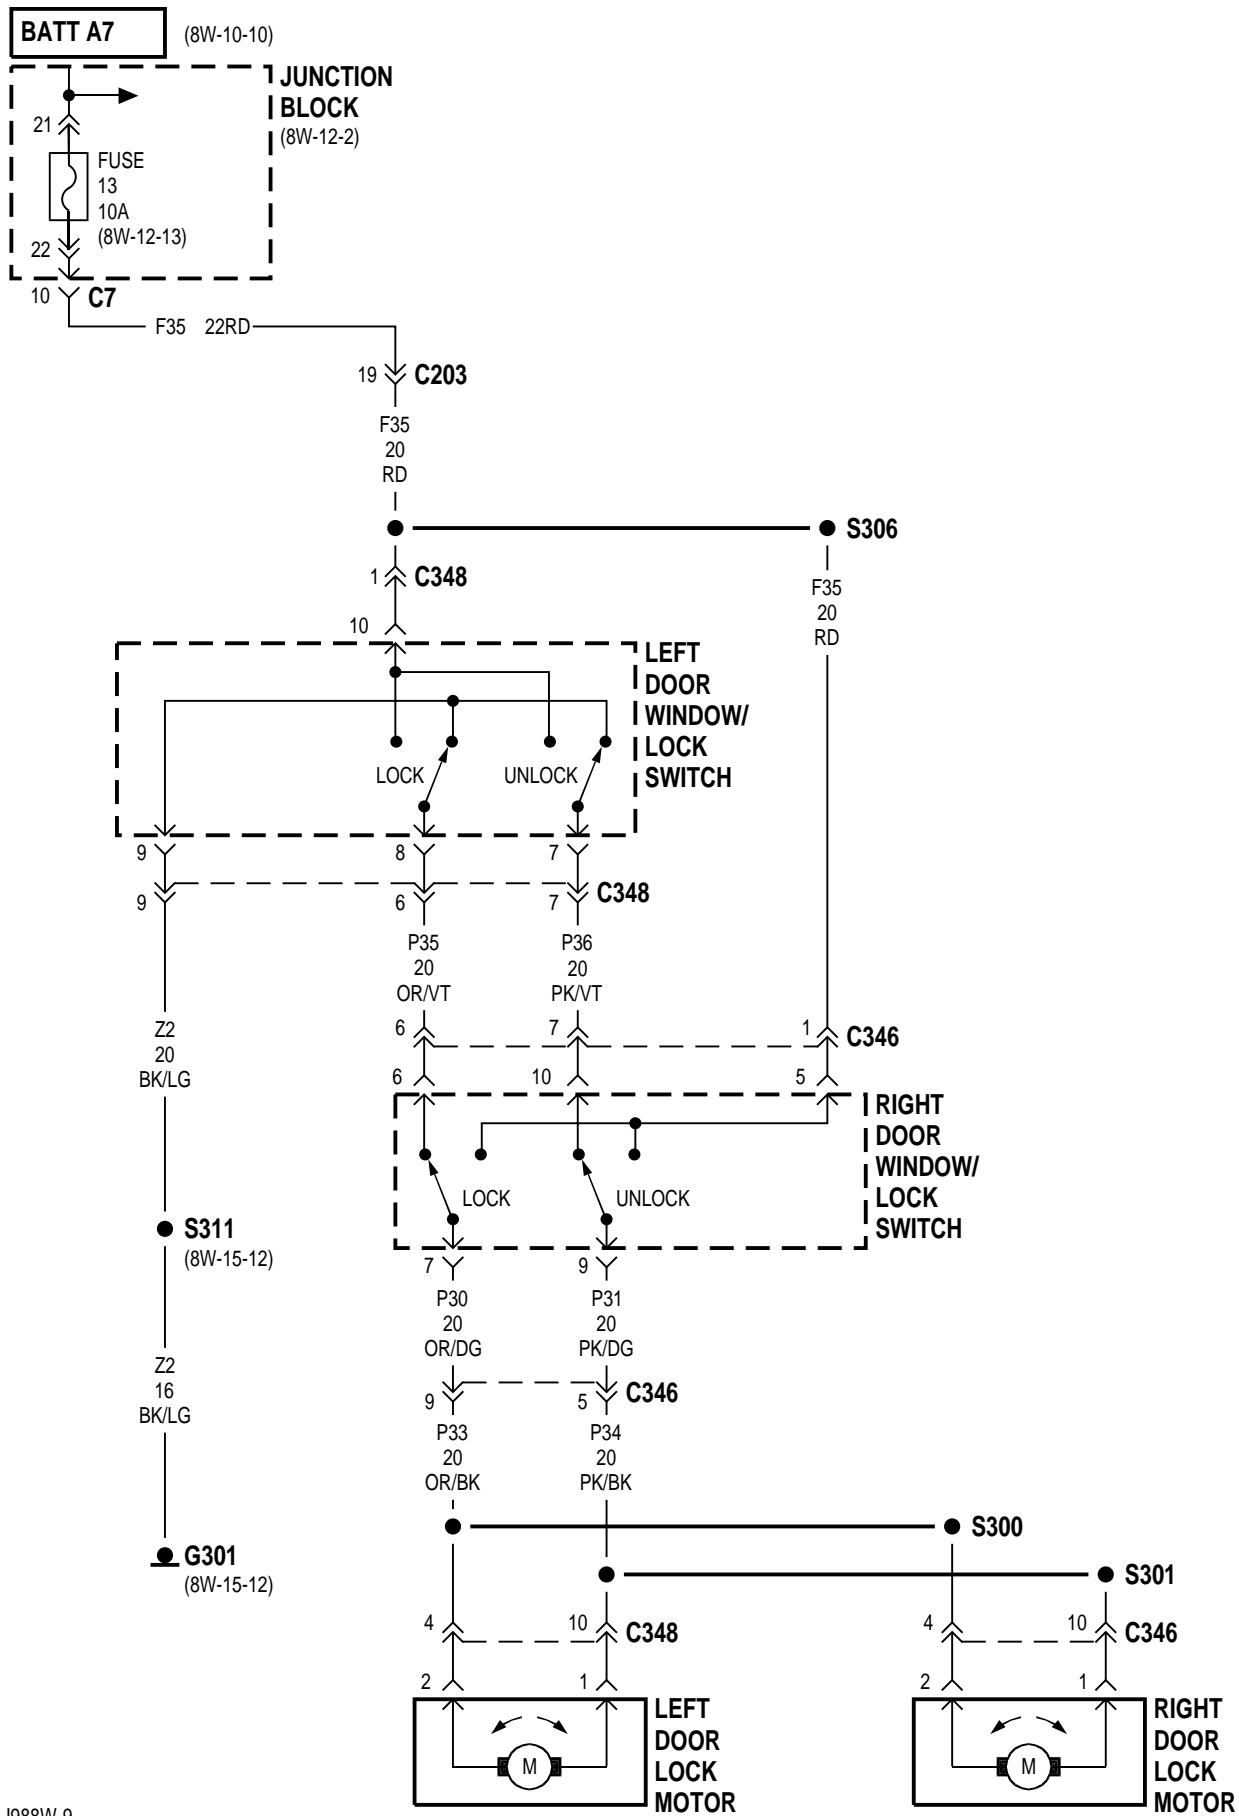 BATT A7 (8W-10-10)
JUNCTION
BLOCK
(8W-12-2)
21
FUSE
13
10A
(8W-12-13)
22
10 C7
F35 22RD
19 C203
F35
20
RD
S306
1 C348
F35
20
RD
10
LEFT
DOOR
WINDOW/
LOCK
SWITCH
LOCK UNLOCK
9 8 7
9 6 7 C348
P35 P36
20 20
OR/VT PK/VT
Z2
20
BK/LG
6 7 1 C346
6 10 5
RIGHT
DOOR
WINDOW/
LOCK
SWITCH
LOCK UNLOCK
S311
(8W-15-12)
7 9
P30 P31
20 20
OR/DG PK/DG
Z2
16
BK/LG
9 5 C346
P33 P34
20 20
OR/BK PK/BK
S300
G301
(8W-15-12)
S301
4 10 C348 4 10 C346
2 1 2 1
LEFT
DOOR
LOCK
MOTOR
M
RIGHT
DOOR
LOCK
MOTOR
M